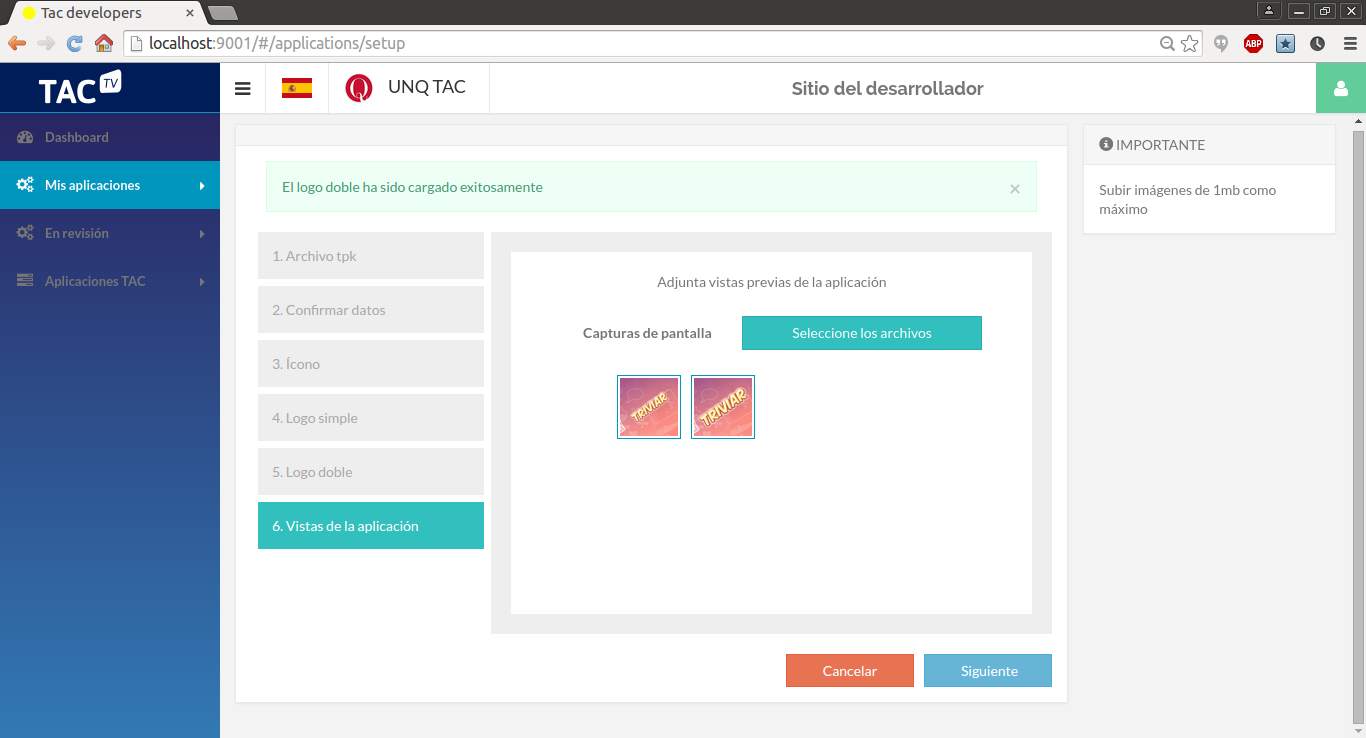 Tac developers
localhost:9001/#/applications/setup
ABP
TAC TV
UNQ TAC
Sitio del desarrollador
Dashboard
Mis aplicaciones
En revisión
Aplicaciones TAC
El logo doble ha sido cargado exitosamente
×
1. Archivo tpk
2. Confirmar datos
3. Ícono
4. Logo simple
5. Logo doble
6. Vistas de la aplicación
Adjunta vistas previas de la aplicación
Capturas de pantalla
Seleccione los archivos
TRIVIAR
TRIVIAR
Cancelar
Siguiente
IMPORTANTE
Subir imágenes de 1mb como
máximo